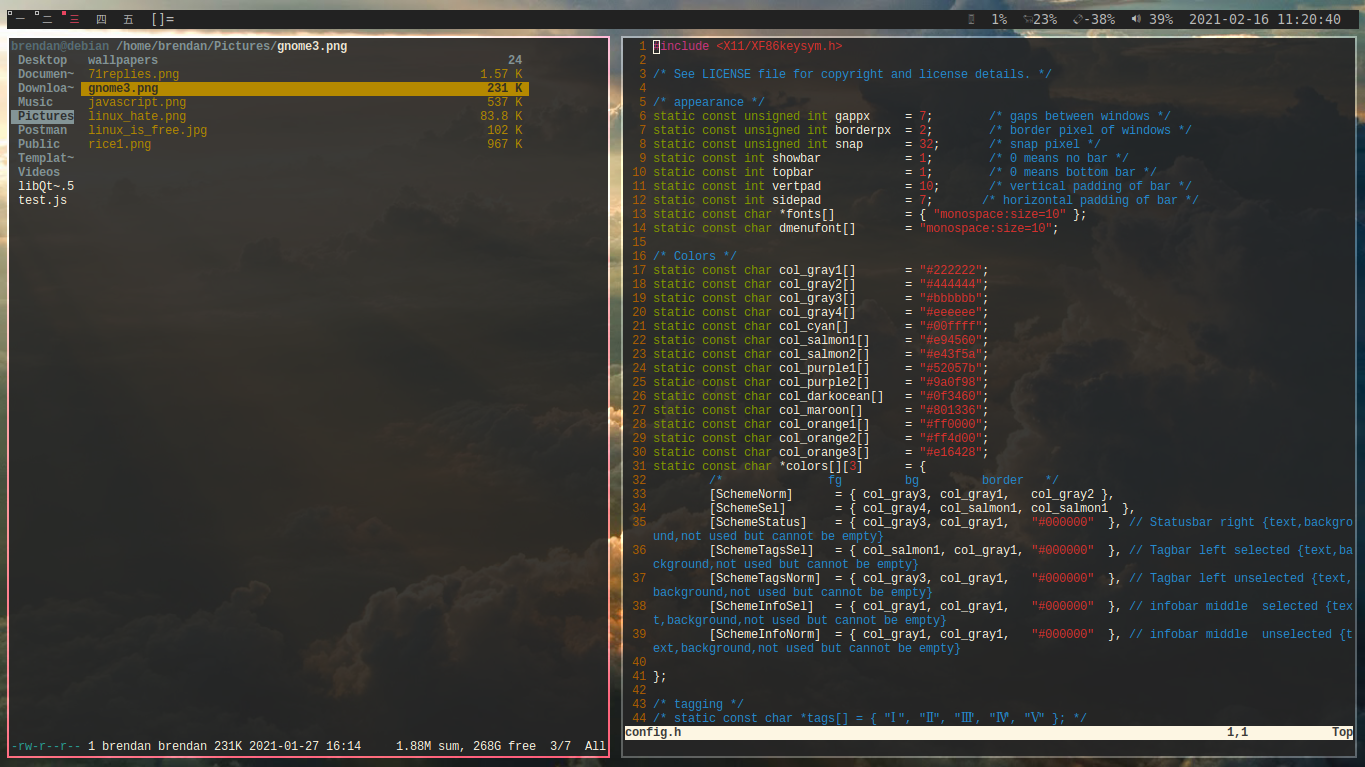 一 二 三 四 五 []= 1% 23% -38% 39% 2021-02-16 11:20:40
brendan@debian /home/brendan/Pictures/gnome3.png
Desktop wallpapers 24
Documen~ 71replies.png 1.57 K
Downloa~ gnome3.png 231 K
Music javascript.png 537 K
Pictures linux_hate.png 83.8 K
Postman linux_is_free.jpg 102 K
Public rice1.png 967 K
Templat~
Videos
libQt~.5
test.js
-rw-r--r-- 1 brendan brendan 231K 2021-01-27 16:14 1.88M sum, 268G free 3/7 All
1 #include <X11/XF86keysym.h>
2
3 /* See LICENSE file for copyright and license details. */
4
5 /* appearance */
6 static const unsigned int gappx     = 7;        /* gaps between windows */
7 static const unsigned int borderpx  = 2;        /* border pixel of windows */
8 static const unsigned int snap      = 32;       /* snap pixel */
9 static const int showbar            = 1;        /* 0 means no bar */
10 static const int topbar             = 1;        /* 0 means bottom bar */
11 static const int vertpad            = 10;       /* vertical padding of bar */
12 static const int sidepad            = 7;       /* horizontal padding of bar */
13 static const char *fonts[]          = { "monospace:size=10" };
14 static const char dmenufont[]       = "monospace:size=10";
15
16 /* Colors */
17 static const char col_gray1[]       = "#222222";
18 static const char col_gray2[]       = "#444444";
19 static const char col_gray3[]       = "#bbbbbb";
20 static const char col_gray4[]       = "#eeeeee";
21 static const char col_cyan[]        = "#00ffff";
22 static const char col_salmon1[]     = "#e94560";
23 static const char col_salmon2[]     = "#e43f5a";
24 static const char col_purple1[]     = "#52057b";
25 static const char col_purple2[]     = "#9a0f98";
26 static const char col_darkocean[]   = "#0f3460";
27 static const char col_maroon[]      = "#801336";
28 static const char col_orange1[]     = "#ff0000";
29 static const char col_orange2[]     = "#ff4d00";
30 static const char col_orange3[]     = "#e16428";
31 static const char *colors[][3]      = {
32         /*               fg         bg         border   */
33         [SchemeNorm]      = { col_gray3, col_gray1,   col_gray2 },
34         [SchemeSel]       = { col_gray4, col_salmon1, col_salmon1  },
35         [SchemeStatus]    = { col_gray3, col_gray1,   "#000000"  }, // Statusbar right {text,backgro
und,not used but cannot be empty}
36         [SchemeTagsSel]   = { col_salmon1, col_gray1, "#000000"  }, // Tagbar left selected {text,ba
ckground,not used but cannot be empty}
37         [SchemeTagsNorm]  = { col_gray3, col_gray1,   "#000000"  }, // Tagbar left unselected {text,
background,not used but cannot be empty}
38         [SchemeInfoSel]   = { col_gray1, col_gray1,   "#000000"  }, // infobar middle  selected {tex
t,background,not used but cannot be empty}
39         [SchemeInfoNorm]  = { col_gray1, col_gray1,   "#000000"  }, // infobar middle  unselected {t
ext,background,not used but cannot be empty}
40
41 };
42
43 /* tagging */
44 /* static const char *tags[] = { "Ⅰ", "Ⅱ", "Ⅲ", "Ⅳ", "Ⅴ" }; */
config.h 1,1 Top